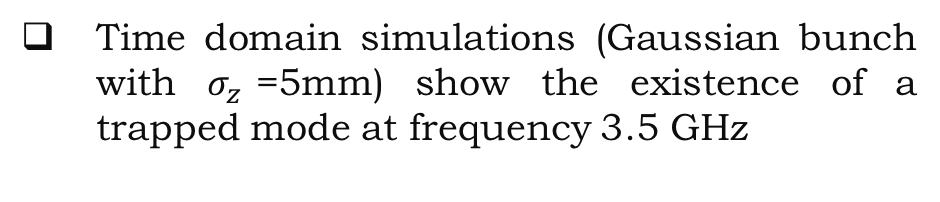 ❑ Time domain simulations (Gaussian bunch
with σz =5mm) show the existence of a
trapped mode at frequency 3.5 GHz